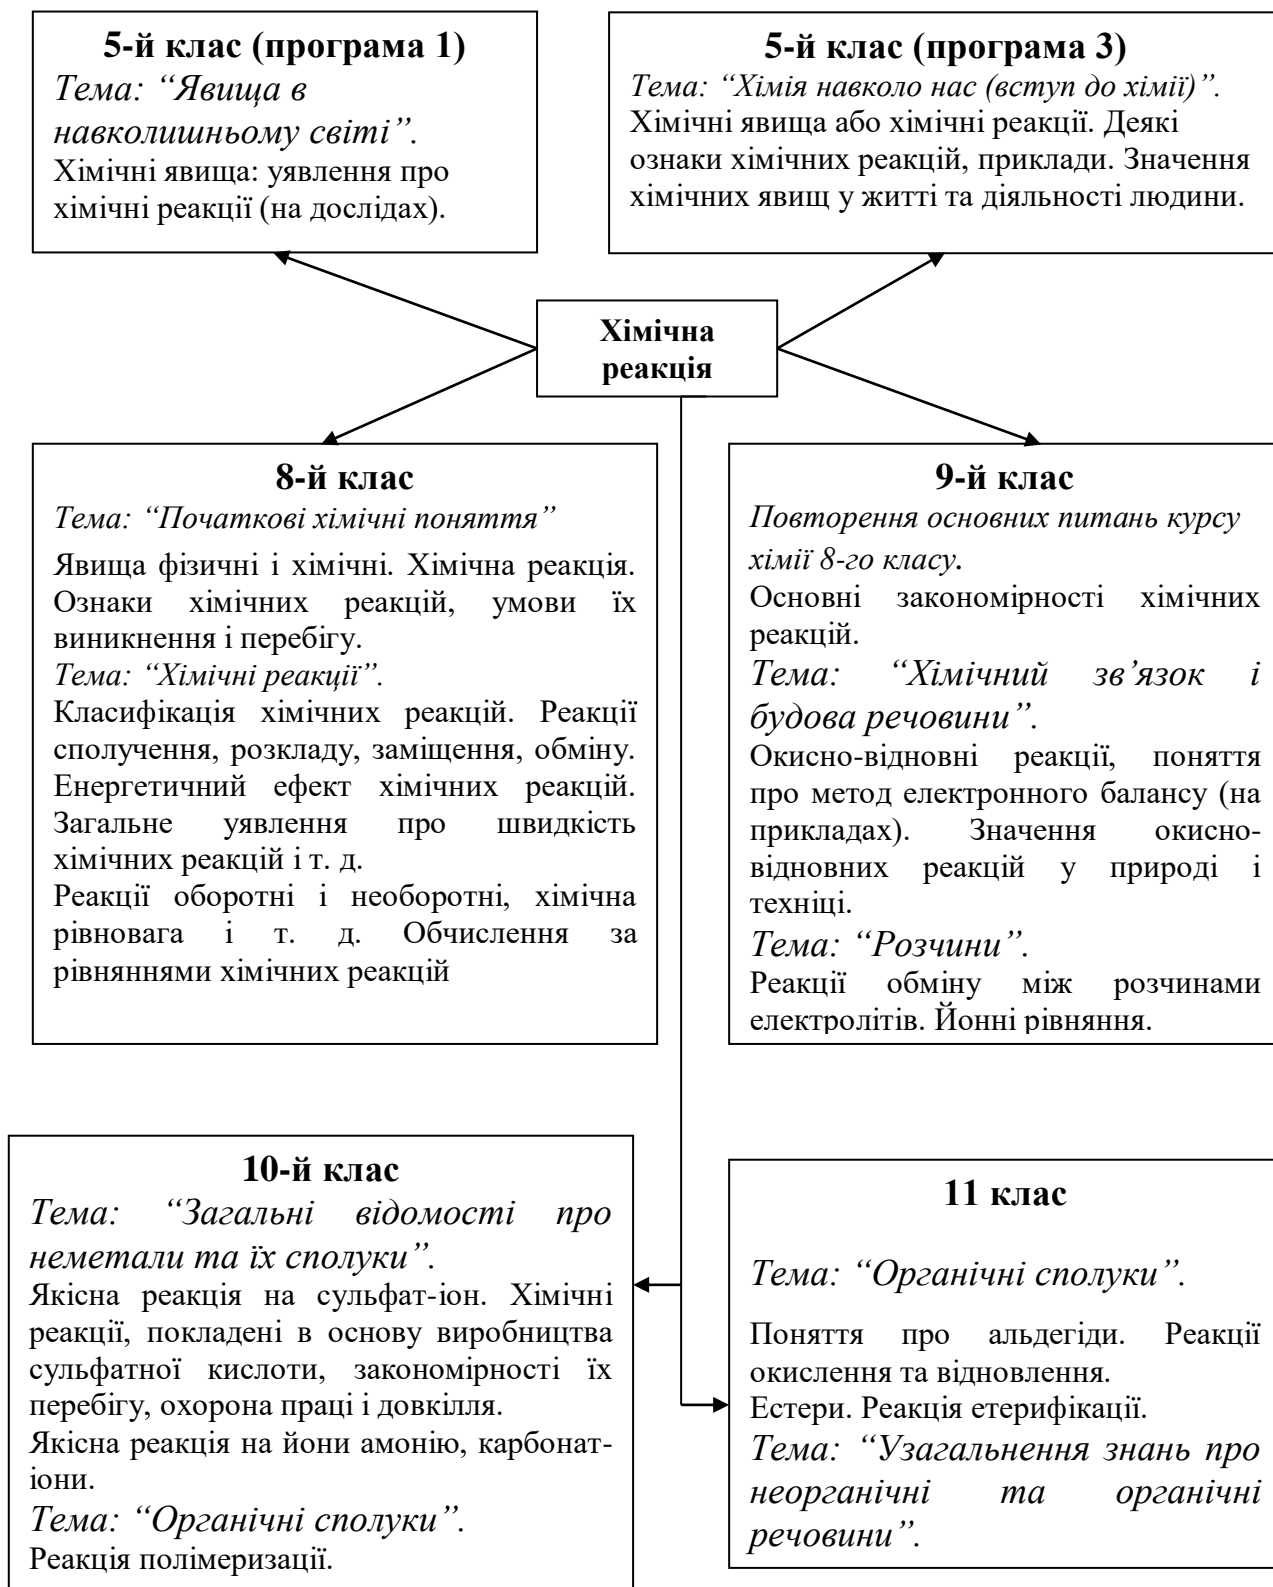 5-й клас (програма 1)
Тема: “Явища в
навколишньому світі”.
Хімічні явища: уявлення про
хімічні реакції (на дослідах).
5-й клас (програма 3)
Тема: “Хімія навколо нас (вступ до хімії)”.
Хімічні явища або хімічні реакції. Деякі
ознаки хімічних реакцій, приклади. Значення
хімічних явищ у житті та діяльності людини.
Хімічна
реакція
8-й клас
Тема: “Початкові хімічні поняття”
Явища фізичні і хімічні. Хімічна реакція.
Ознаки хімічних реакцій, умови їх
виникнення і перебігу.
Тема: “Хімічні реакції”.
Класифікація хімічних реакцій. Реакції
сполучення, розкладу, заміщення, обміну.
Енергетичний ефект хімічних реакцій.
Загальне уявлення про швидкість
хімічних реакцій і т. д.
Реакції оборотні і необоротні, хімічна
рівновага і т. д. Обчислення за
рівняннями хімічних реакцій
9-й клас
Повторення основних питань курсу
хімії 8-го класу.
Основні закономірності хімічних
реакцій.
Тема: “Хімічний зв’язок і
будова речовини”.
Окисно-відновні реакції, поняття
про метод електронного балансу (на
прикладах). Значення окисно-
відновних реакцій у природі і
техніці.
Тема: “Розчини”.
Реакції обміну між розчинами
електролітів. Йонні рівняння.
10-й клас
Тема: “Загальні відомості про
неметали та їх сполуки”.
Якісна реакція на сульфат-іон. Хімічні
реакції, покладені в основу виробництва
сульфатної кислоти, закономірності їх
перебігу, охорона праці і довкілля.
Якісна реакція на йони амонію, карбонат-
іони.
Тема: “Органічні сполуки”.
Реакція полімеризації.
11 клас
Тема: “Органічні сполуки”.
Поняття про альдегіди. Реакції
окислення та відновлення.
Естери. Реакція етерифікації.
Тема: “Узагальнення знань про
неорганічні та органічні
речовини”.